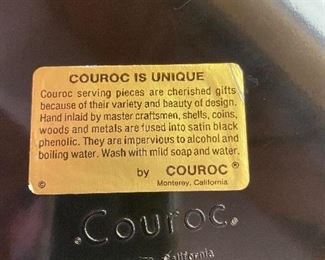 COUROC IS UNIQUE
Couroc serving pieces are cherished gifts
because of their variety and beauty of design.
Hand inlaid by master craftsmen, shells, coins,
woods and metals are fused into satin black
phenolic. They are impervious to alcohol and
boiling water. Wash with mild soap and water.
by COUROC ®
© Monterey, California
.Couroc.
California